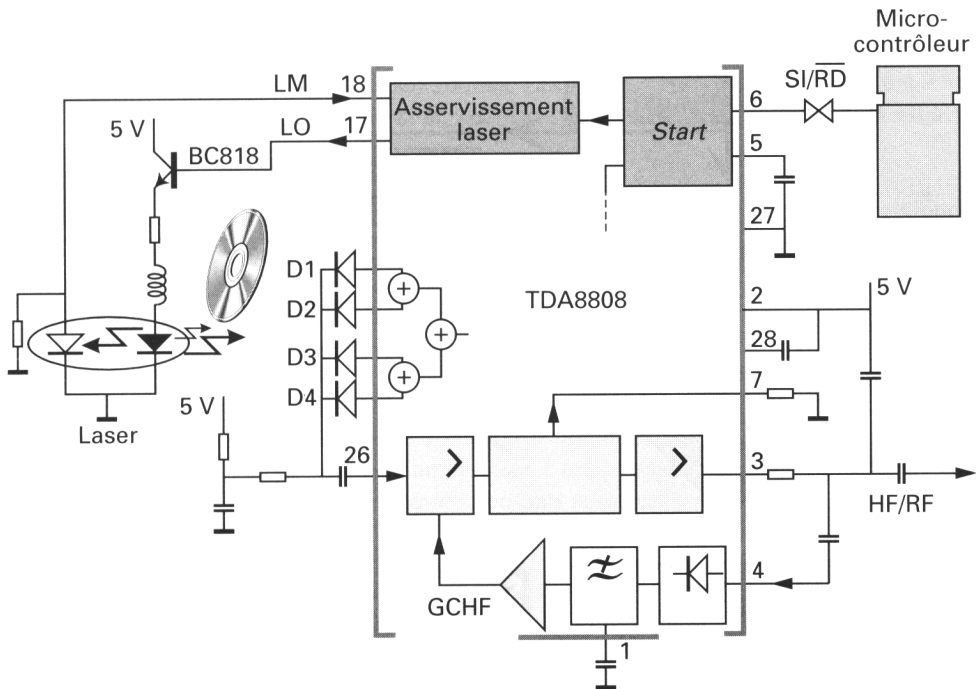 Micro-
contrôleur
LM
18
Asservissement
laser
Start
6
SI/RD
5 V
LO
17
5
BC818
27
D1
D2
D3
D4
TDA8808
2
5 V
28
7
Laser
5 V
26
3
HF/RF
4
GCHF
1